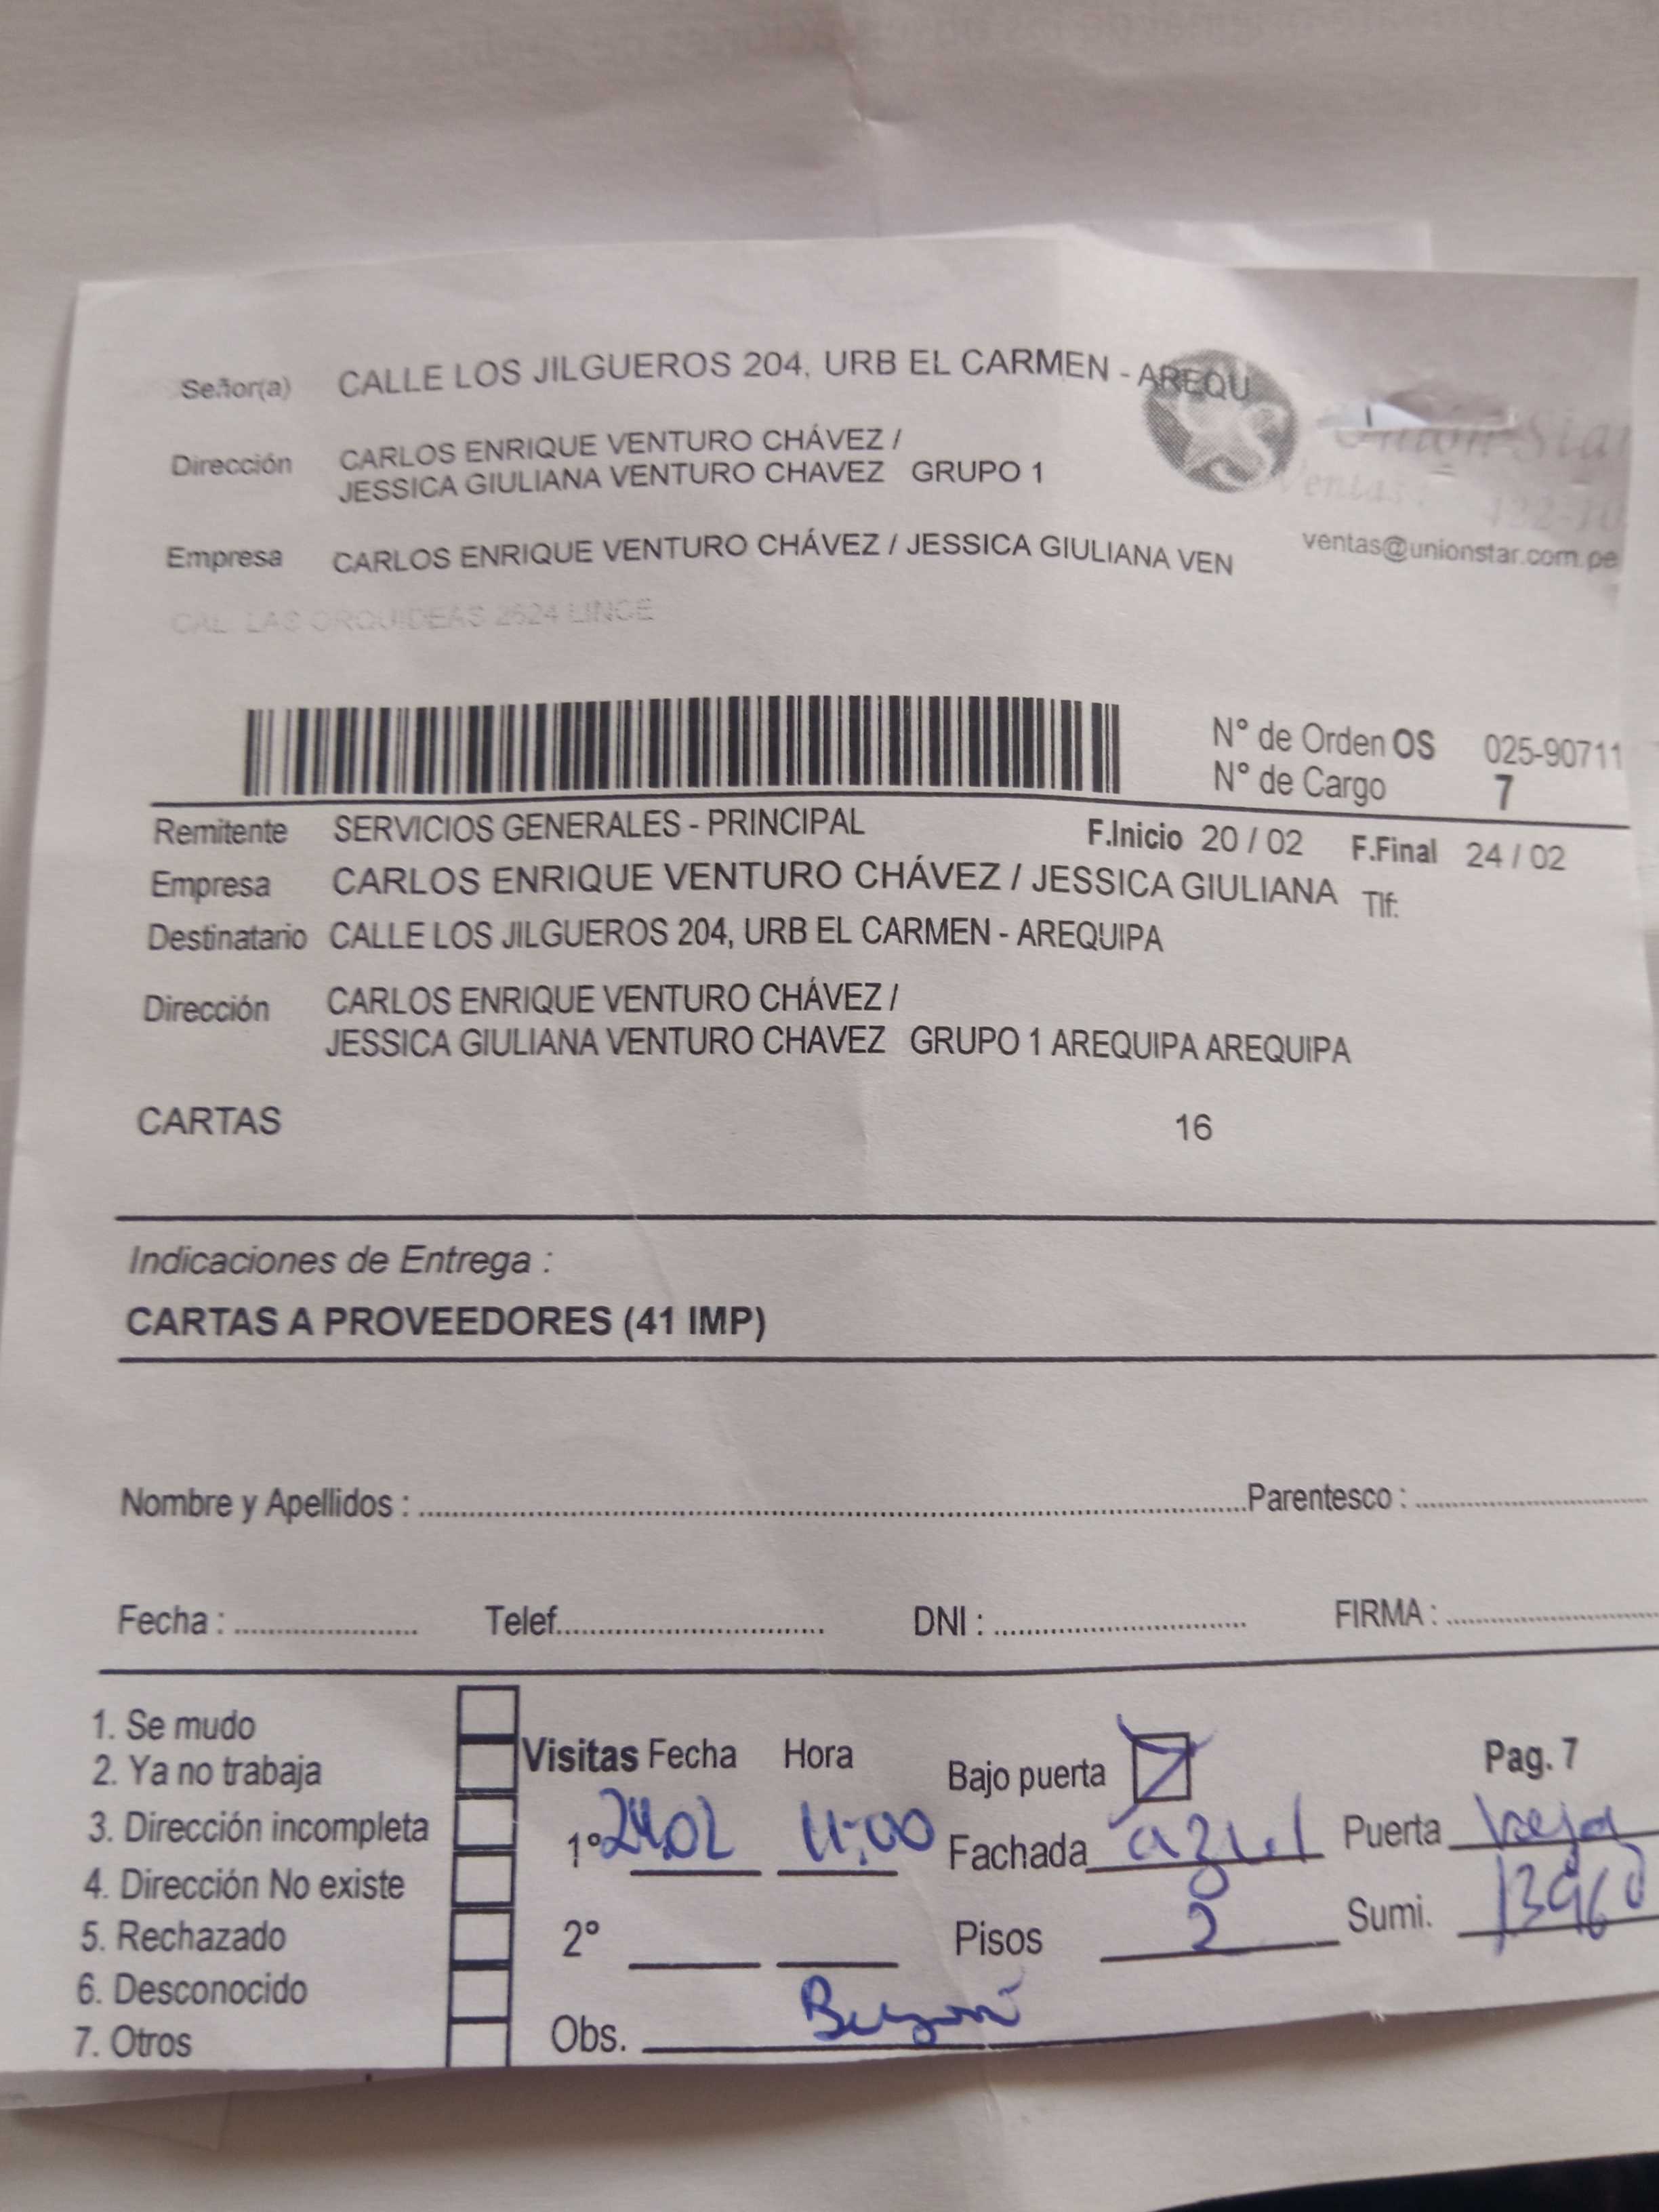 Señor(a) CALLE LOS JILGUEROS 204, URB EL CARMEN - AREQU
Dirección CARLOS ENRIQUE VENTURO CHÁVEZ /
JESSICA GIULIANA VENTURO CHAVEZ GRUPO 1
Union Star
Ventas:
Empresa CARLOS ENRIQUE VENTURO CHÁVEZ / JESSICA GIULIANA VEN
ventas@unionstar.com.pe
CAL LAS ORQUIDEAS 2624 LINCE
N° de Orden OS 025-90711
N° de Cargo 7
Remitente SERVICIOS GENERALES - PRINCIPAL F.Inicio 20 / 02 F.Final 24 / 02
Empresa CARLOS ENRIQUE VENTURO CHÁVEZ / JESSICA GIULIANA Tlf:
Destinatario CALLE LOS JILGUEROS 204, URB EL CARMEN - AREQUIPA
Dirección CARLOS ENRIQUE VENTURO CHÁVEZ /
JESSICA GIULIANA VENTURO CHAVEZ GRUPO 1 AREQUIPA AREQUIPA
CARTAS 16
Indicaciones de Entrega :
CARTAS A PROVEEDORES (41 IMP)
Nombre y Apellidos : Parentesco :
Fecha : Telef. DNI : FIRMA :
1. Se mudo
2. Ya no trabaja
3. Dirección incompleta
4. Dirección No existe
5. Rechazado
6. Desconocido
7. Otros
Visitas Fecha Hora
1° 24.02 11:00
2°
Obs.
Bajo puerta
Pag. 7
Fachada azul Puerta
Pisos 2 Sumi.